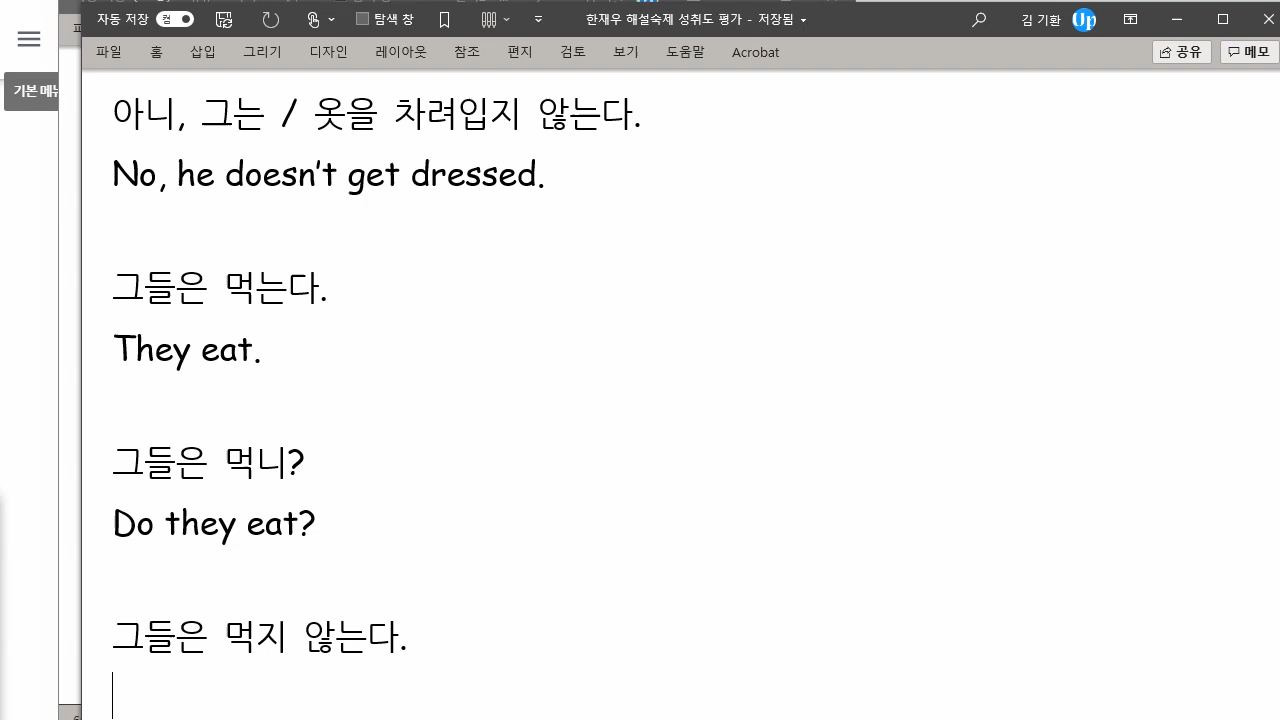 자동 저장 컴 탐색 창 한재우 해설숙제 성취도 평가 - 저장됨 김 기환 Up
파일 홈 삽입 그리기 디자인 레이아웃 참조 편지 검토 보기 도움말 Acrobat 공유 메모
기본 메뉴
아니, 그는 / 옷을 차려입지 않는다.
No, he doesn't get dressed.
그들은 먹는다.
They eat.
그들은 먹니?
Do they eat?
그들은 먹지 않는다.